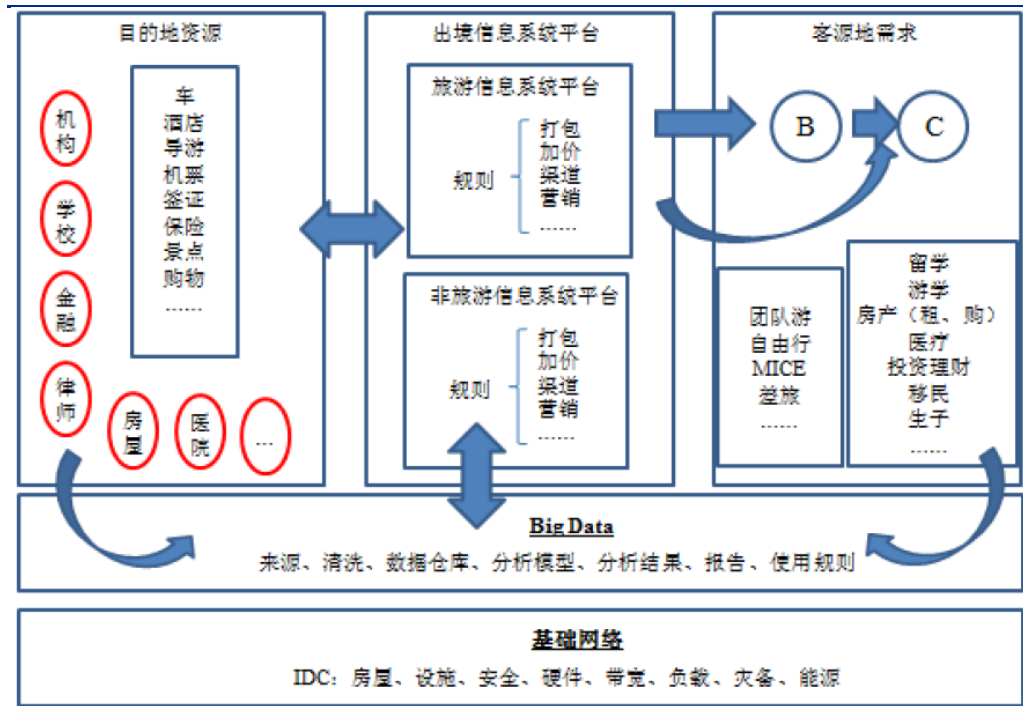 目的地资源
机构
学校
金融
律师
房屋
医院
...
车
酒店
导游
机票
签证
保险
景点
购物
......
出境信息系统平台
旅游信息系统平台
规则
打包
加价
渠道
营销
......
非旅游信息系统平台
规则
打包
加价
渠道
营销
......
客源地需求
B
C
团队游
自由行
MICE
差旅
......
留学
游学
房产（租、购）
医疗
投资理财
移民
生子
......
Big Data
来源、清洗、数据仓库、分析模型、分析结果、报告、使用规则
基础网络
IDC：房屋、设施、安全、硬件、带宽、负载、灾备、能源